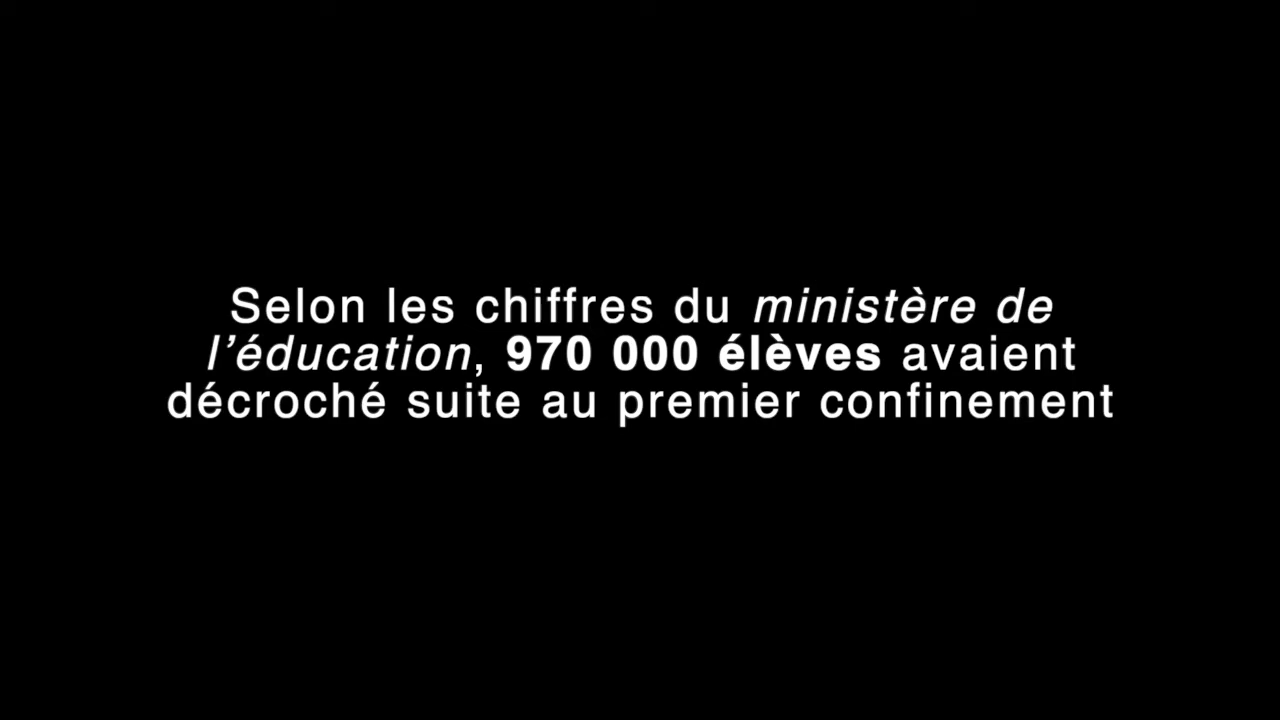 Selon les chiffres du ministère de
l’éducation, 970 000 élèves avaient
décroché suite au premier confinement